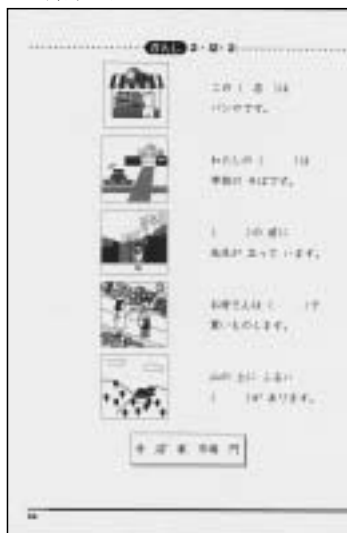 この（ 店 ）は
パンやです。
わたしの（　　）は
学校の そばです。
（　　）の 前に
先生が 立って います。
お母さんは（　　）で
買いものします。
山の 上に ふるい
（　　）が あります。
寺 店 家 市場 門